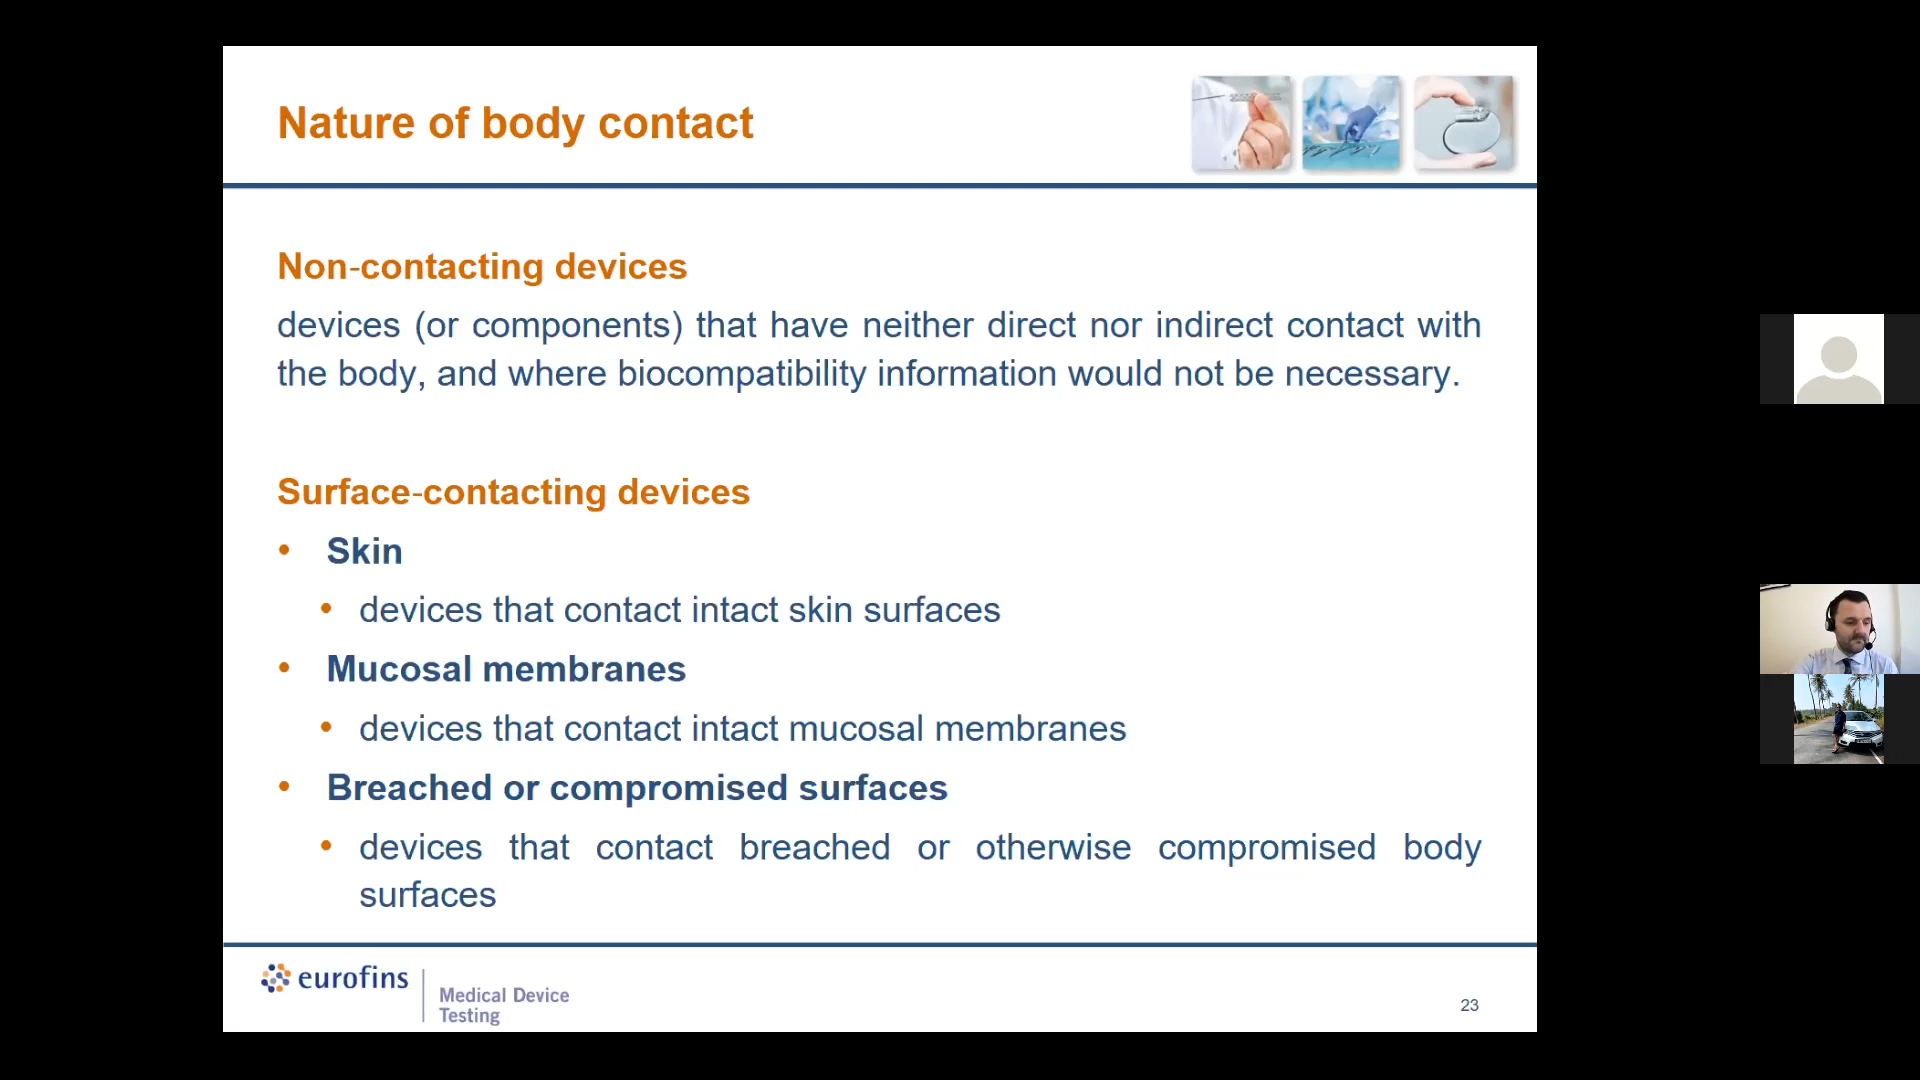 Nature of body contact
Non-contacting devices
devices (or components) that have neither direct nor indirect contact with
the body, and where biocompatibility information would not be necessary.
Surface-contacting devices
• Skin
• devices that contact intact skin surfaces
• Mucosal membranes
• devices that contact intact mucosal membranes
• Breached or compromised surfaces
• devices that contact breached or otherwise compromised body
surfaces
eurofins
Medical Device
Testing
23